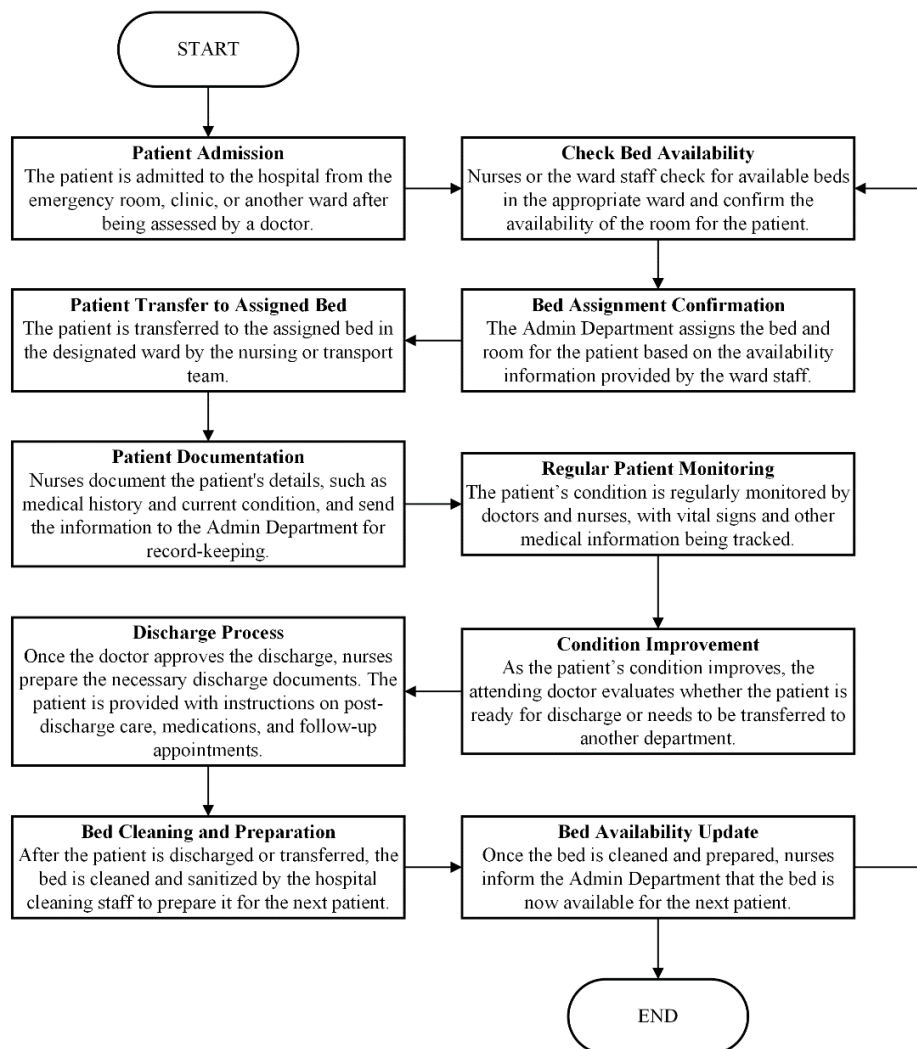 START
Patient Admission
The patient is admitted to the hospital from the
emergency room, clinic, or another ward after
being assessed by a doctor.
Check Bed Availability
Nurses or the ward staff check for available beds
in the appropriate ward and confirm the
availability of the room for the patient.
Patient Transfer to Assigned Bed
The patient is transferred to the assigned bed in
the designated ward by the nursing or transport
team.
Bed Assignment Confirmation
The Admin Department assigns the bed and
room for the patient based on the availability
information provided by the ward staff.
Patient Documentation
Nurses document the patient's details, such as
medical history and current condition, and send
the information to the Admin Department for
record-keeping.
Regular Patient Monitoring
The patient’s condition is regularly monitored by
doctors and nurses, with vital signs and other
medical information being tracked.
Discharge Process
Once the doctor approves the discharge, nurses
prepare the necessary discharge documents. The
patient is provided with instructions on post-
discharge care, medications, and follow-up
appointments.
Condition Improvement
As the patient’s condition improves, the
attending doctor evaluates whether the patient is
ready for discharge or needs to be transferred to
another department.
Bed Cleaning and Preparation
After the patient is discharged or transferred, the
bed is cleaned and sanitized by the hospital
cleaning staff to prepare it for the next patient.
Bed Availability Update
Once the bed is cleaned and prepared, nurses
inform the Admin Department that the bed is
now available for the next patient.
END